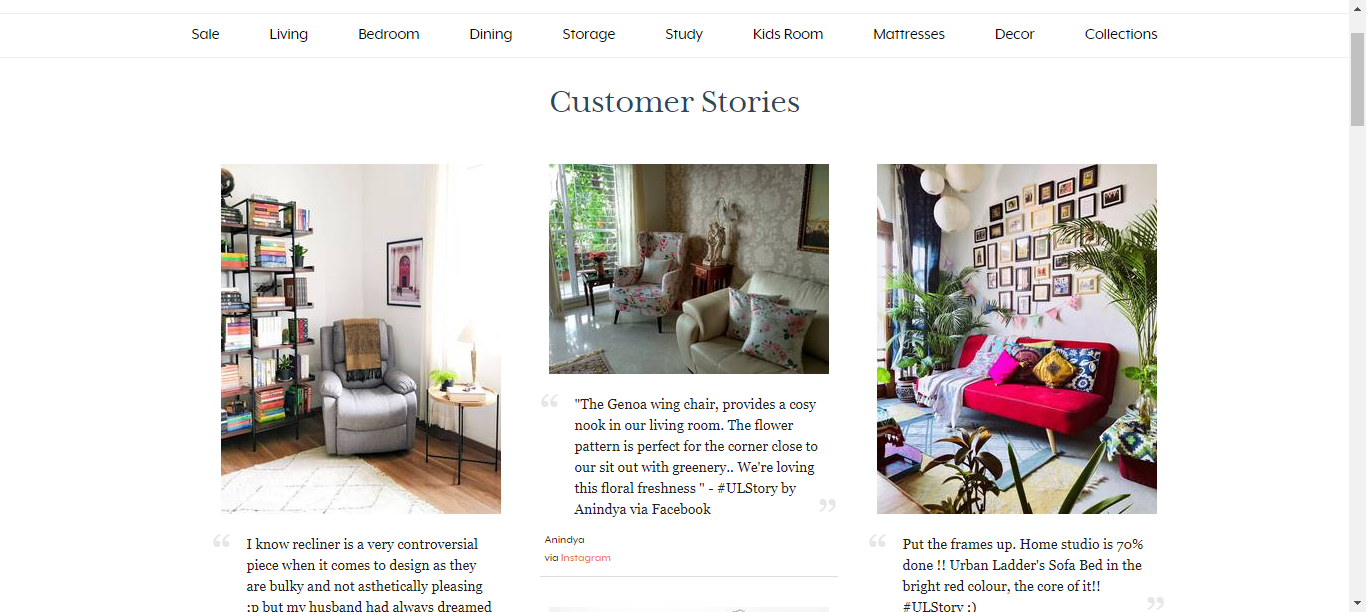 Sale Living Bedroom Dining Storage Study Kids Room Mattresses Decor Collections
Customer Stories
“ I know recliner is a very controversial
piece when it comes to design as they
are bulky and not asthetically pleasing
:p but my husband had always dreamed
“ "The Genoa wing chair, provides a cosy
nook in our living room. The flower
pattern is perfect for the corner close to
our sit out with greenery.. We're loving
this floral freshness " - #ULStory by
Anindya via Facebook ”
Anindya
via Instagram
“ Put the frames up. Home studio is 70%
done !! Urban Ladder's Sofa Bed in the
bright red colour, the core of it!!
#ULStory :) ”